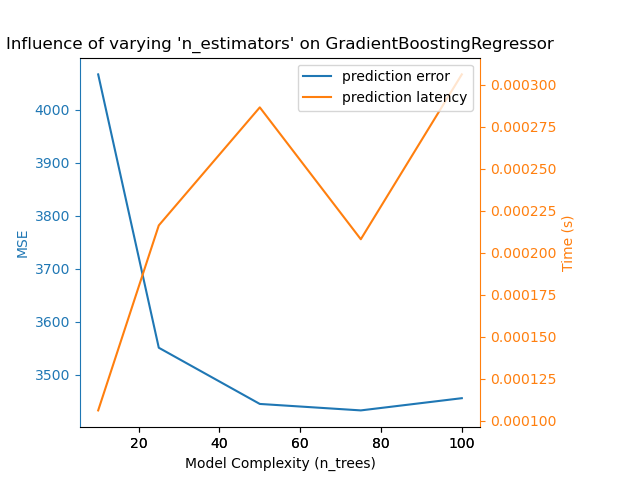 Influence of varying 'n_estimators' on GradientBoostingRegressor
prediction error
prediction latency
MSE
4000
3900
3800
3700
3600
3500
0.000300
0.000275
0.000250
0.000225
0.000200
0.000175
0.000150
0.000125
0.000100
Time (s)
20 40 60 80 100
Model Complexity (n_trees)